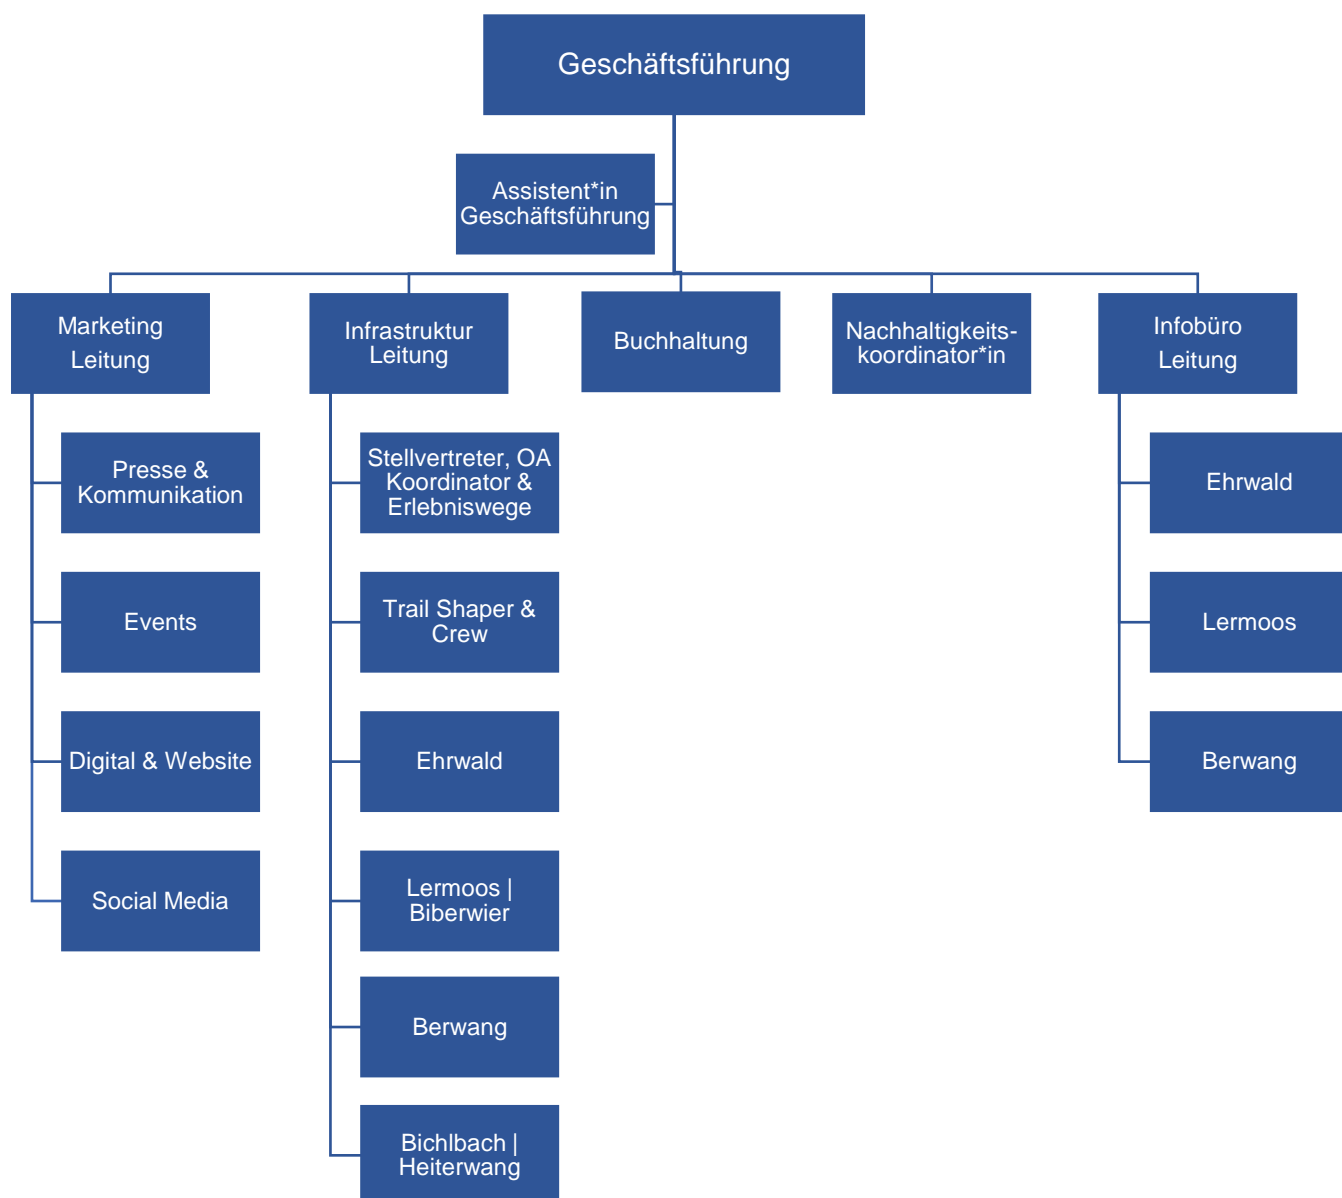 Geschäftsführung
Assistent*in
Geschäftsführung
Marketing
Leitung
Infrastruktur
Leitung
Buchhaltung
Nachhaltigkeits-
koordinator*in
Infobüro
Leitung
Presse &
Kommunikation
Events
Digital & Website
Social Media
Stellvertreter, OA
Koordinator &
Erlebniswege
Trail Shaper &
Crew
Ehrwald
Lermoos |
Biberwier
Berwang
Bichlbach |
Heiterwang
Ehrwald
Lermoos
Berwang